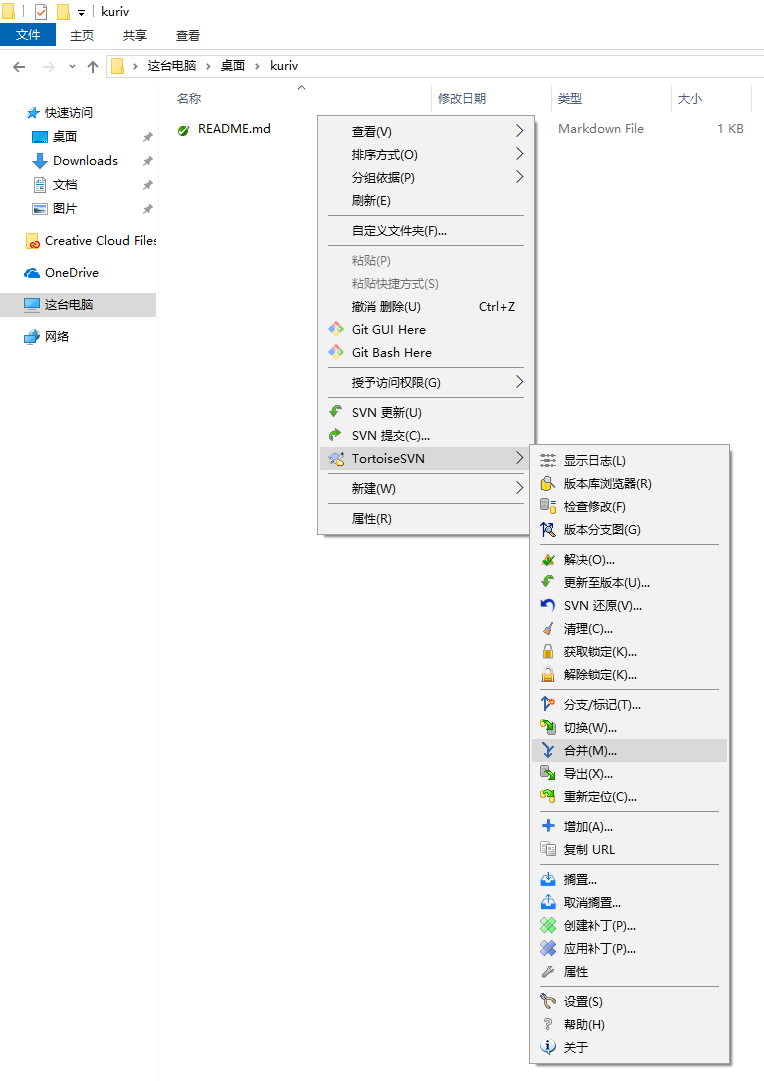 kuriv
文件 主页 共享 查看
这台电脑 桌面 kuriv
名称 修改日期 类型 大小
快速访问
桌面
Downloads
文档
图片
Creative Cloud Files
OneDrive
这台电脑
网络
README.md Markdown File 1 KB
查看(V)
排序方式(O)
分组依据(P)
刷新(E)
自定义文件夹(F)...
粘贴(P)
粘贴快捷方式(S)
撤消 删除(U) Ctrl+Z
Git GUI Here
Git Bash Here
授予访问权限(G)
SVN 更新(U)
SVN 提交(C)...
TortoiseSVN
新建(W)
属性(R)
显示日志(L)
版本库浏览器(R)
检查修改(F)
版本分支图(G)
解决(O)...
更新至版本(U)...
SVN 还原(V)...
清理(C)...
获取锁定(K)...
解除锁定(K)...
分支/标记(T)...
切换(W)...
合并(M)...
导出(X)...
重新定位(C)...
增加(A)...
复制 URL
搁置...
取消搁置...
创建补丁(P)...
应用补丁(P)...
属性
设置(S)
帮助(H)
关于